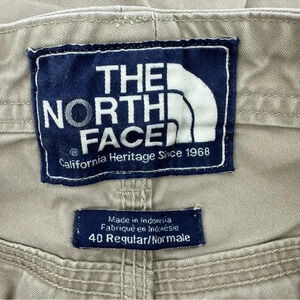 THE
NORTH
FACE
®
California Heritage Since 1968
Made in Indonesia
Fabriqué en Indonésie
40 Regular/Normale